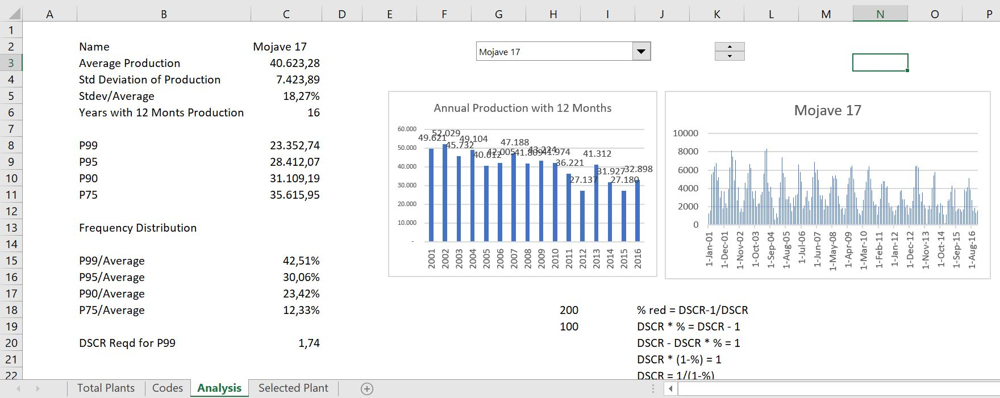 A B C D E F G H I J K L M N O P
1
2 Name Mojave 17 Mojave 17
3 Average Production 40.623,28
4 Std Deviation of Production 7.423,89
5 Stdev/Average 18,27%
6 Years with 12 Monts Production 16
7
8 P99 23.352,74
9 P95 28.412,07
10 P90 31.109,19
11 P75 35.615,95
12
13 Frequency Distribution
14
15 P99/Average 42,51%
16 P95/Average 30,06%
17 P90/Average 23,42%
18 P75/Average 12,33% 200 % red = DSCR-1/DSCR
19 100 DSCR * % = DSCR - 1
20 DSCR Reqd for P99 1,74 DSCR - DSCR * % = 1
21 DSCR * (1-%) = 1
22 DSCR = 1/(1-%)
Annual Production with 12 Months
60.000
50.000
40.000
30.000
20.000
10.000
-
49.621 52.029 45.732 49.104 40.612 42.005 47.188 41.809 43.224 41.974 36.221 27.137 41.312 31.927 27.180 32.898
2001 2002 2003 2004 2005 2006 2007 2008 2009 2010 2011 2012 2013 2014 2015 2016
Mojave 17
10000
8000
6000
4000
2000
0
1-Jan-01 1-Dec-01 1-Nov-02 1-Oct-03 1-Sep-04 1-Aug-05 1-Jul-06 1-Jun-07 1-May-08 1-Apr-09 1-Mar-10 1-Feb-11 1-Jan-12 1-Dec-12 1-Nov-13 1-Oct-14 1-Sep-15 1-Aug-16
Total Plants Codes Analysis Selected Plant